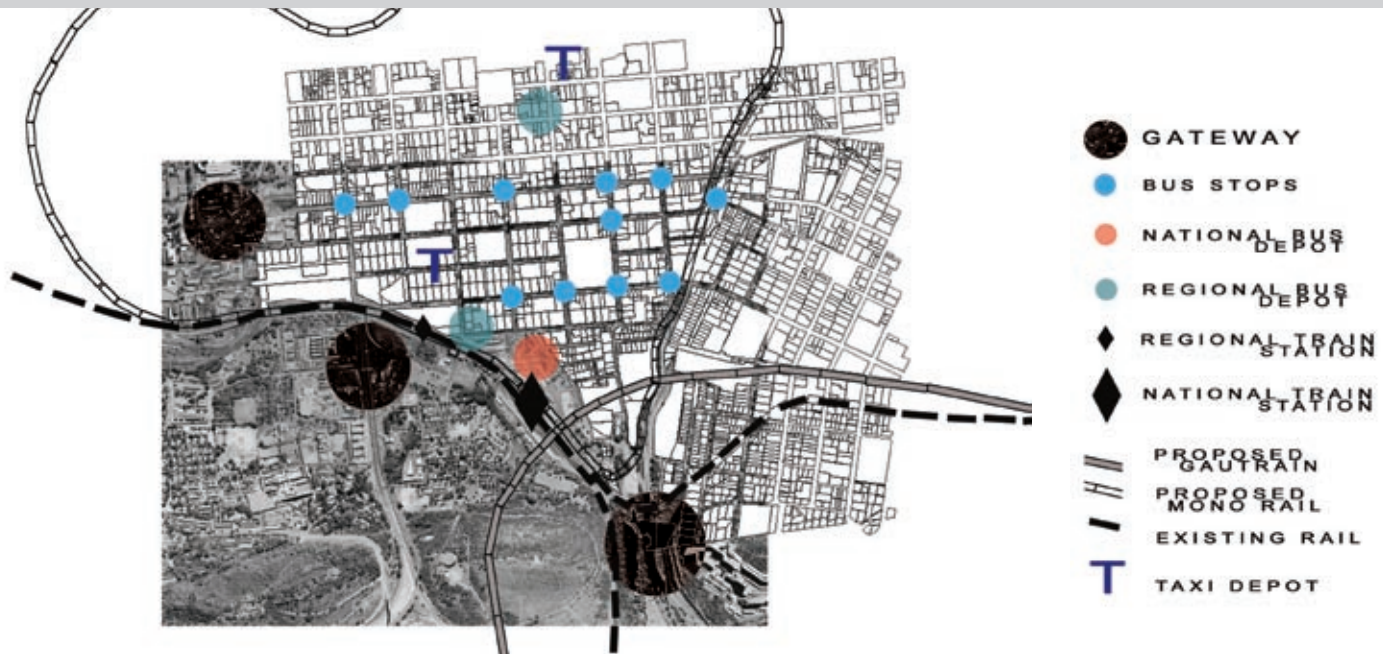 T
T
GATEWAY
BUS STOPS
NATIONAL BUS
DEPOT
REGIONAL BUS
DEPOT
REGIONAL TRAIN
STATION
NATIONAL TRAIN
STATION
PROPOSED
GAUTRAIN
PROPOSED
MONO RAIL
EXISTING RAIL
T TAXI DEPOT